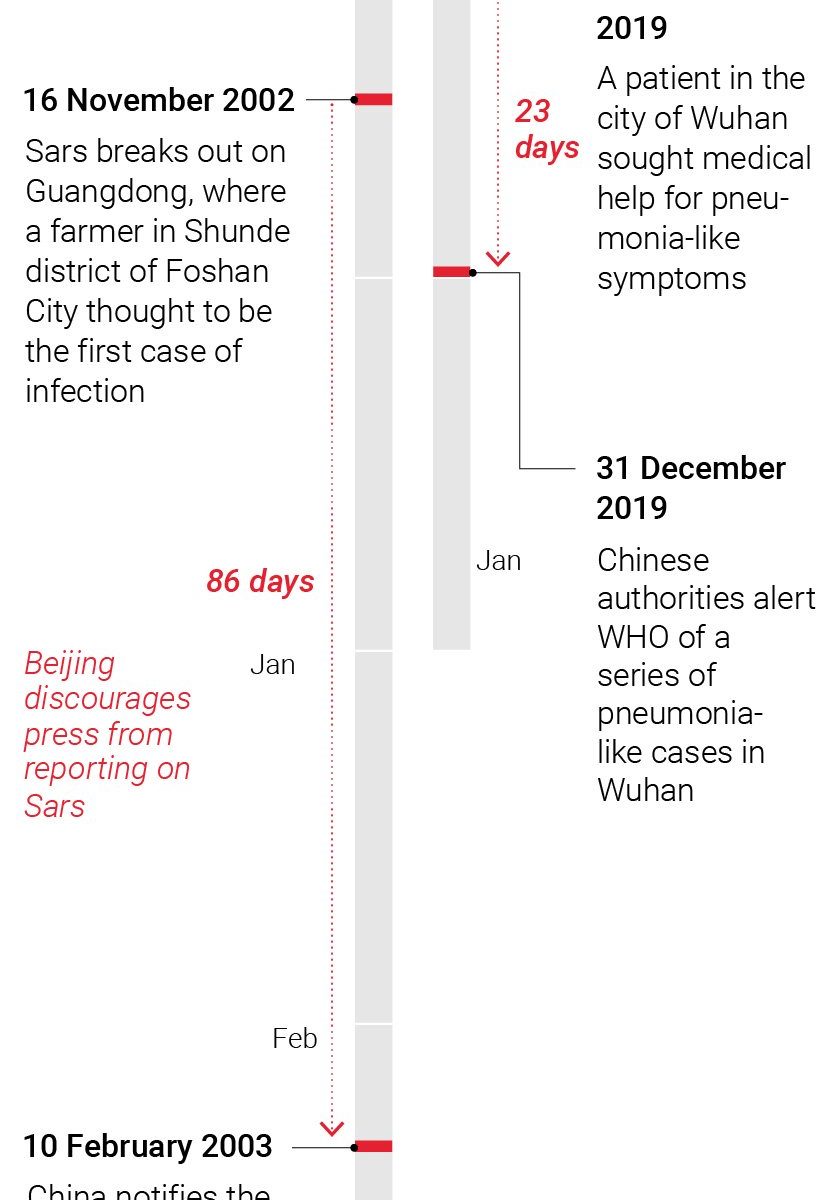 16 November 2002
Sars breaks out on
Guangdong, where
a farmer in Shunde
district of Foshan
City thought to be
the first case of
infection
86 days
Beijing
discourages
press from
reporting on
Sars
Jan
Feb
10 February 2003
China notifies the
2019
A patient in the
city of Wuhan
sought medical
help for pneu-
monia-like
symptoms
23
days
31 December
2019
Chinese
authorities alert
WHO of a
series of
pneumonia-
like cases in
Wuhan
Jan